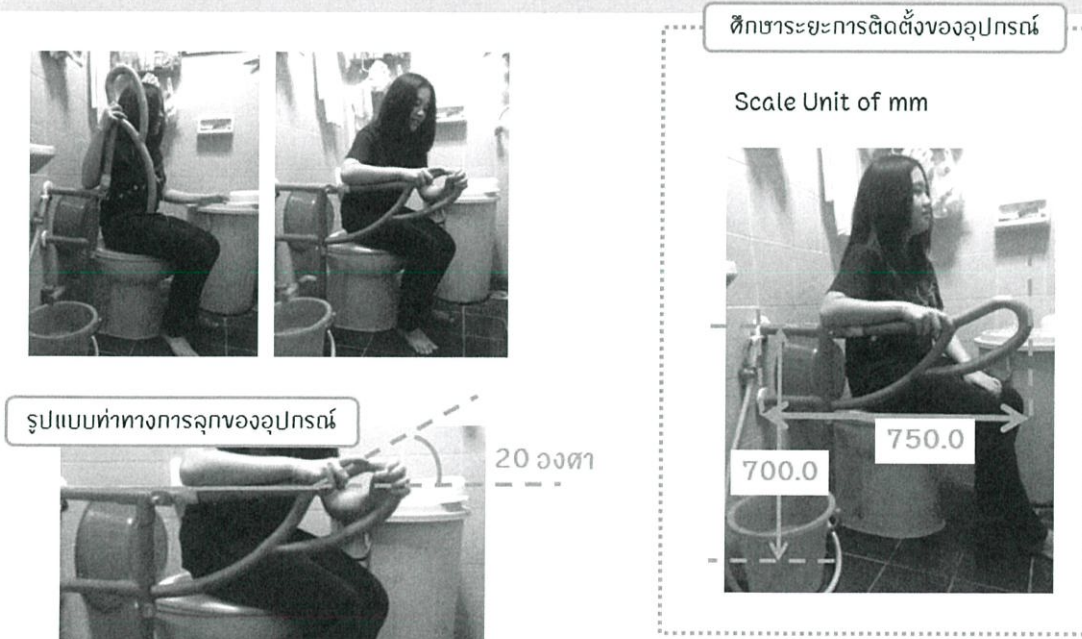 ศึกษาระยะการติดตั้งของอุปกรณ์
Scale Unit of mm
750.0
700.0
รูปแบบท่าทางการลุกของอุปกรณ์
20 องศา